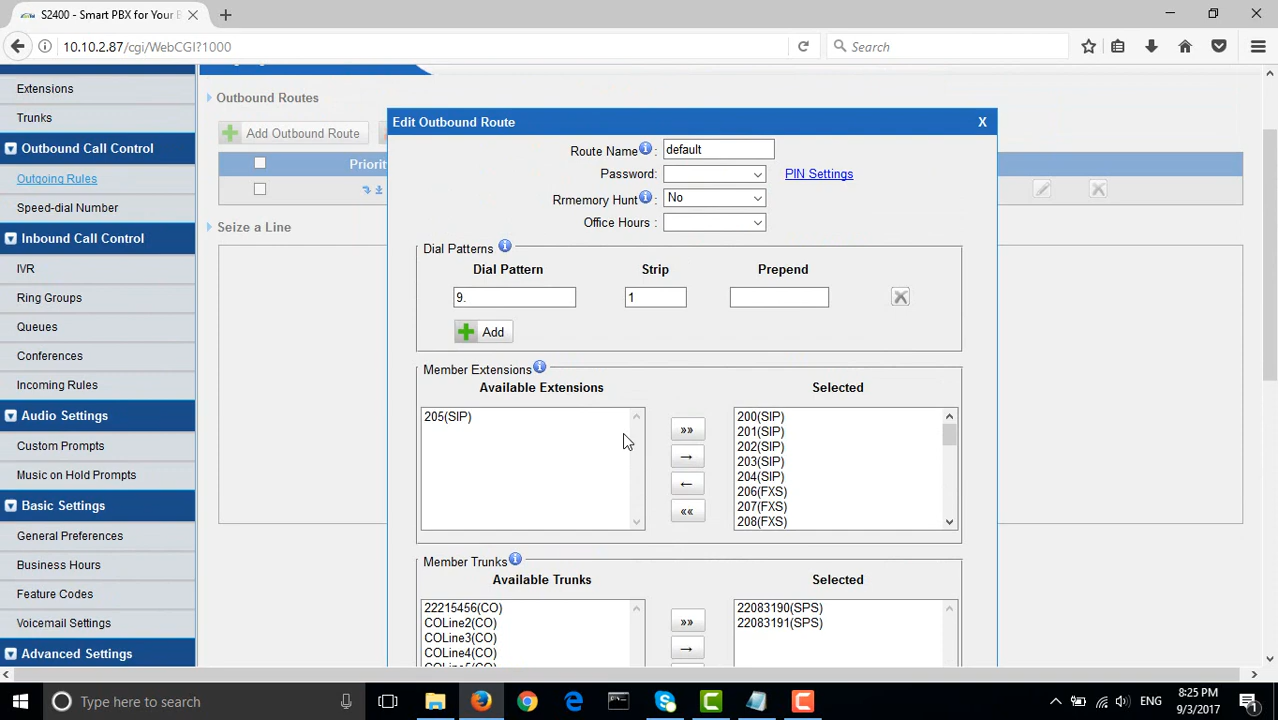 S2400 - Smart PBX for Your B
10.10.2.87/cgi/WebCGI?1000
Search
Extensions
Trunks
Outbound Call Control
Outgoing Rules
Speed-dial Number
Inbound Call Control
IVR
Ring Groups
Queues
Conferences
Incoming Rules
Audio Settings
Custom Prompts
Music on Hold Prompts
Basic Settings
General Preferences
Business Hours
Feature Codes
Voicemail Settings
Advanced Settings
Outbound Routes
Add Outbound Route
Priorit
Seize a Line
Edit Outbound Route X
Route Name : default
Password: PIN Settings
Rrmemory Hunt : No
Office Hours :
Dial Patterns
Dial Pattern Strip Prepend
9. 1
Add
Member Extensions
Available Extensions Selected
205(SIP)
»»
→
←
««
200(SIP)
201(SIP)
202(SIP)
203(SIP)
204(SIP)
206(FXS)
207(FXS)
208(FXS)
Member Trunks
Available Trunks Selected
22215456(CO)
COLine2(CO)
COLine3(CO)
COLine4(CO)
»»
→
22083190(SPS)
22083191(SPS)
Type here to search
ENG
8:25 PM
9/3/2017
1